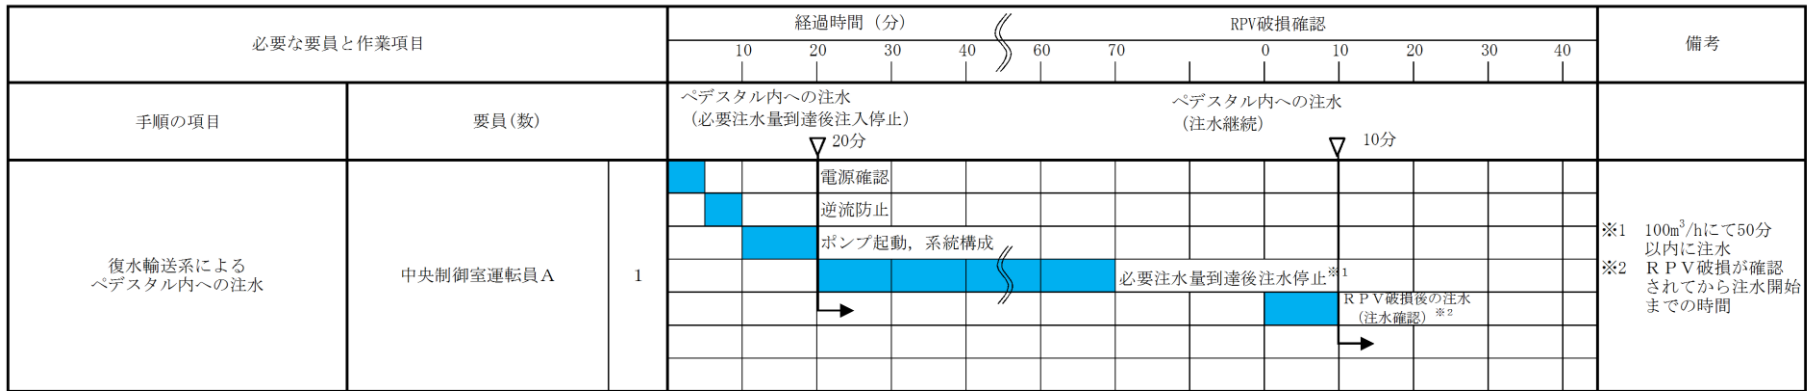 必要な要員と作業項目
経過時間（分）
RPV破損確認
備考
10 20 30 40 60 70 0 10 20 30 40
手順の項目
要員(数)
ペデスタル内への注水
（必要注水量到達後注入停止）
20分
ペデスタル内への注水
（注水継続）
10分
復水輸送系による
ペデスタル内への注水
中央制御室運転員Ａ
1
電源確認
逆流防止
ポンプ起動，系統構成
必要注水量到達後注水停止※1
ＲＰＶ破損後の注水
（注水確認）※2
※1 100m³/hにて50分
以内に注水
※2 ＲＰＶ破損が確認
されてから注水開始
までの時間